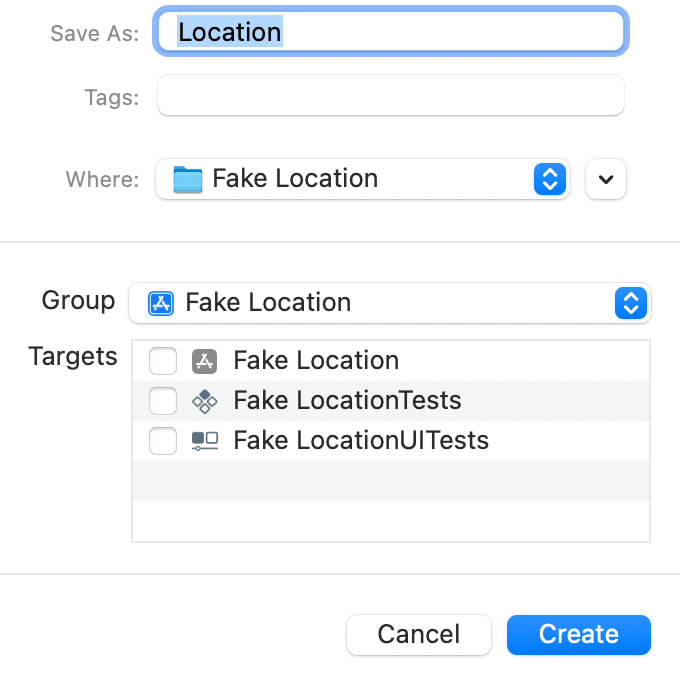 Save As: Location
Tags:
Where: Fake Location
Group Fake Location
Targets Fake Location
Fake LocationTests
Fake LocationUITests
Cancel Create